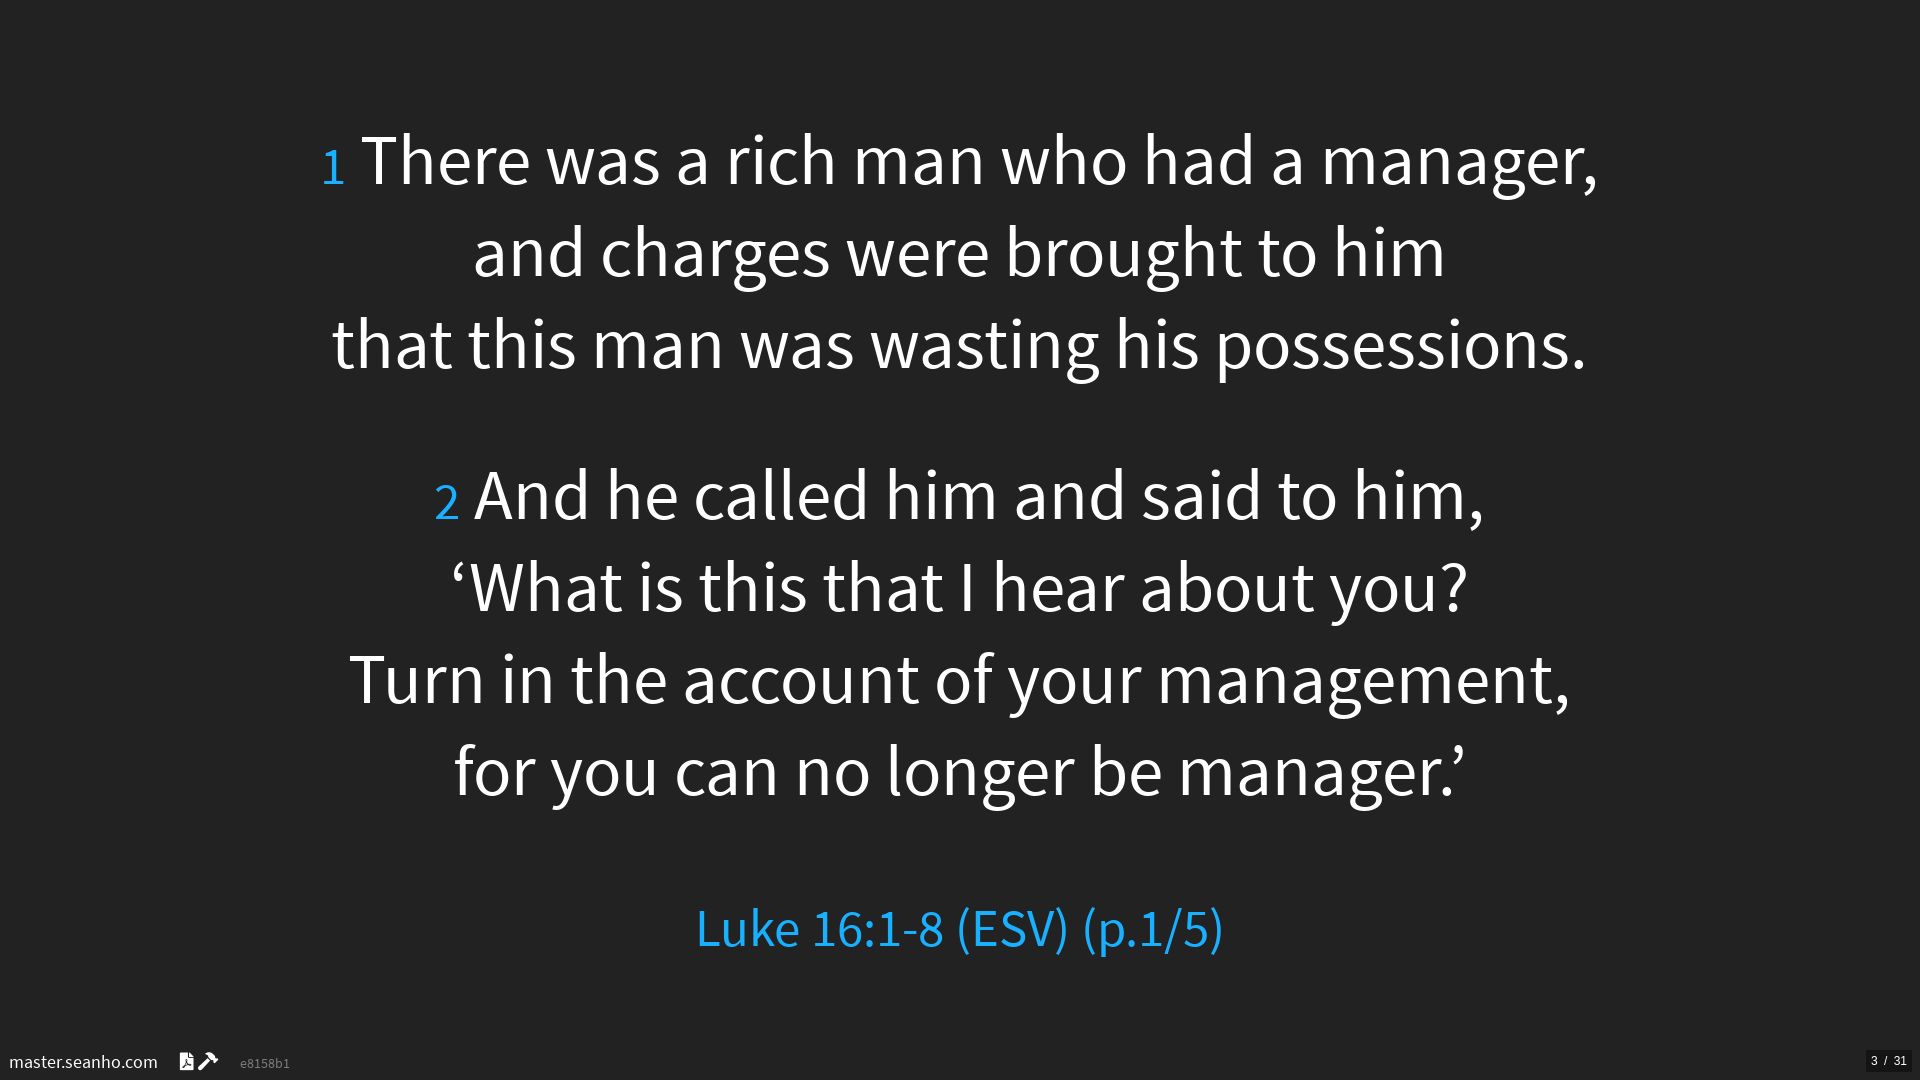 1 There was a rich man who had a manager,
and charges were brought to him
that this man was wasting his possessions.
2 And he called him and said to him,
‘What is this that I hear about you?
Turn in the account of your management,
for you can no longer be manager.’
Luke 16:1-8 (ESV) (p.1/5)
master.seanho.com e8158b1 3 / 31